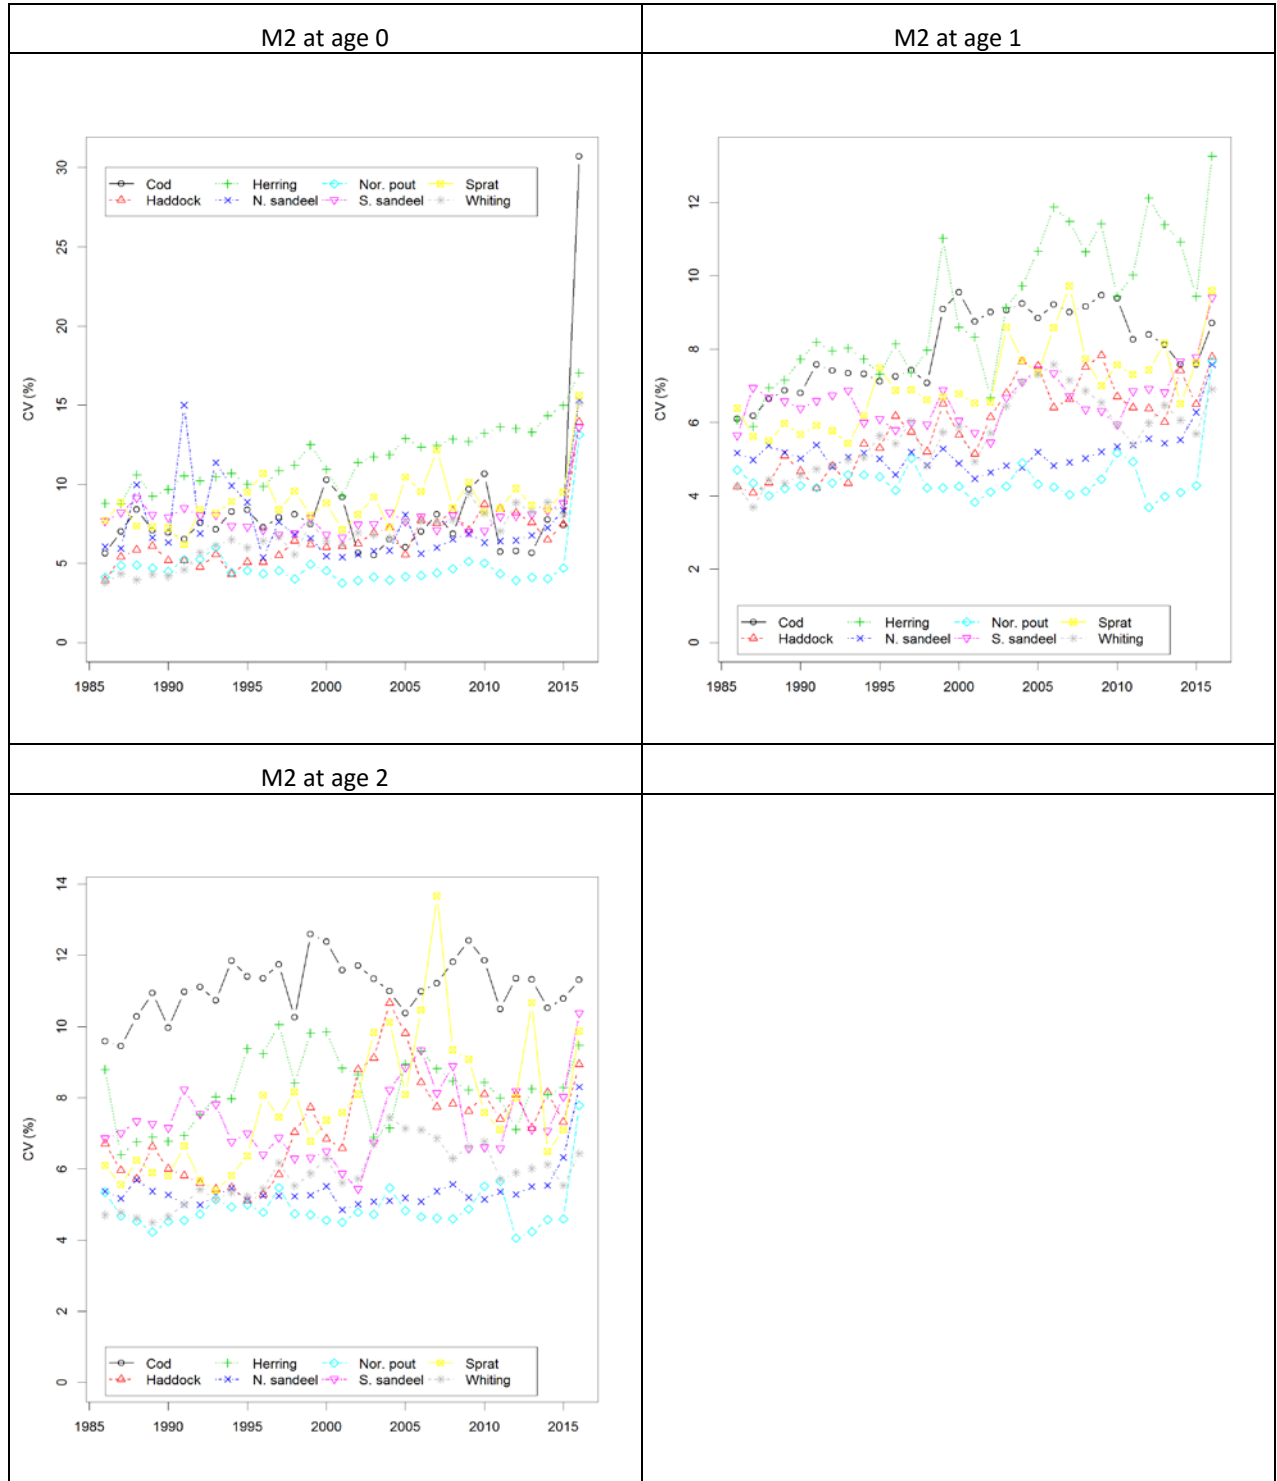 M2 at age 0
M2 at age 1
CV (%)
0 5 10 15 20 25 30
Cod Herring Nor. pout Sprat
Haddock N. sandeel S. sandeel Whiting
1985 1990 1995 2000 2005 2010 2015
CV (%)
0 2 4 6 8 10 12
Cod Herring Nor. pout Sprat
Haddock N. sandeel S. sandeel Whiting
1985 1990 1995 2000 2005 2010 2015
M2 at age 2
CV (%)
0 2 4 6 8 10 12 14
Cod Herring Nor. pout Sprat
Haddock N. sandeel S. sandeel Whiting
1985 1990 1995 2000 2005 2010 2015